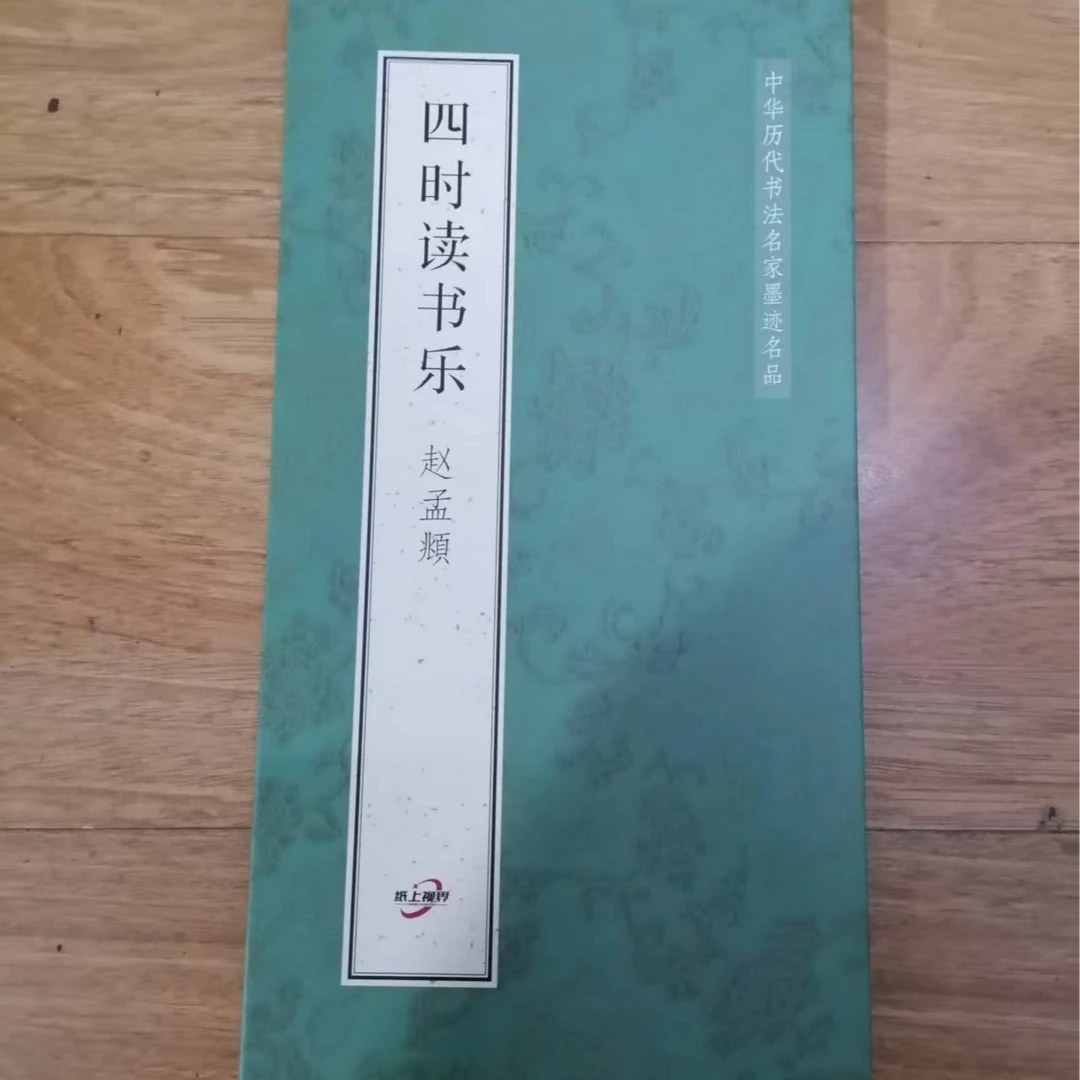 中华历代书法名家墨迹名品
四时读书乐
赵孟頫
纸上视界